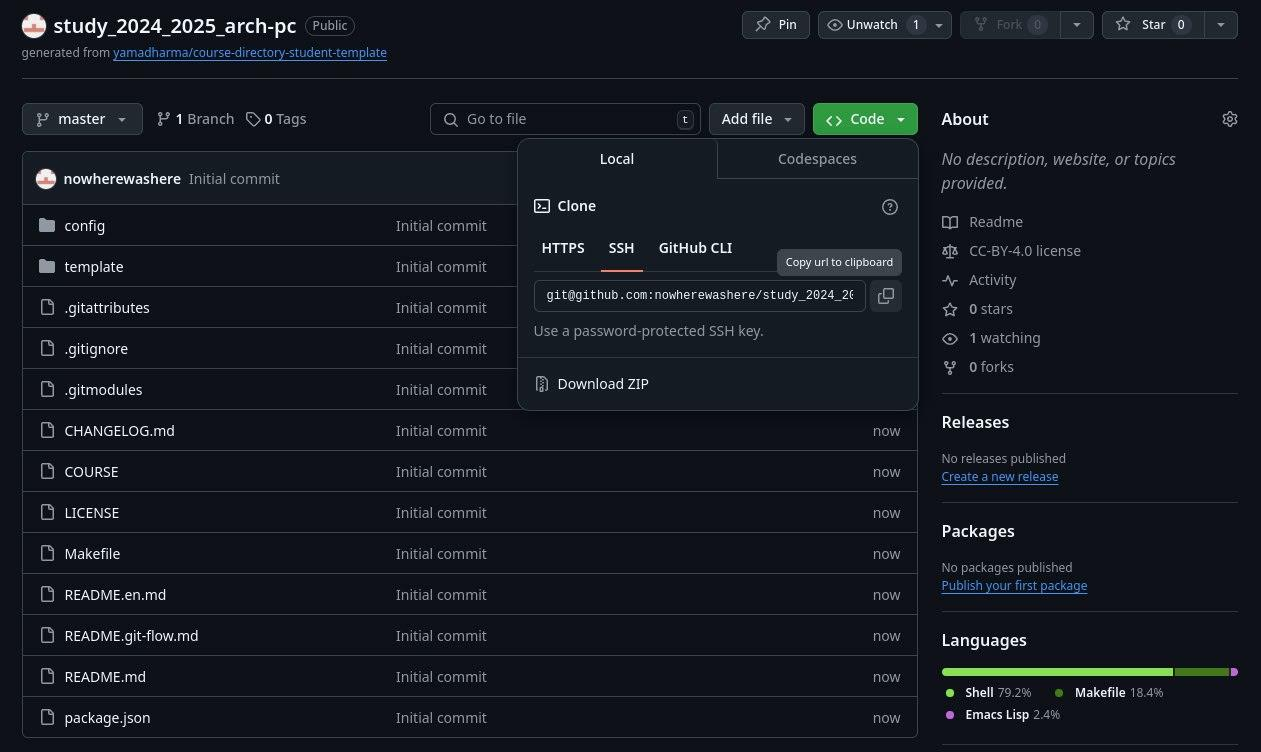 study_2024_2025_arch-pc Public Pin Unwatch 1 Fork 0 Star 0
generated from yamadharma/course-directory-student-template
master 1 Branch 0 Tags Go to file t Add file Code
nowherewashere Initial commit
config Initial commit
template Initial commit
.gitattributes Initial commit
.gitignore Initial commit
.gitmodules Initial commit
CHANGELOG.md Initial commit now
COURSE Initial commit now
LICENSE Initial commit now
Makefile Initial commit now
README.en.md Initial commit now
README.git-flow.md Initial commit now
README.md Initial commit now
package.json Initial commit now
Local Codespaces
Clone
HTTPS SSH GitHub CLI
Copy url to clipboard
git@github.com:nowherewashere/study_2024_20
Use a password-protected SSH key.
Download ZIP
About
No description, website, or topics
provided.
Readme
CC-BY-4.0 license
Activity
0 stars
1 watching
0 forks
Releases
No releases published
Create a new release
Packages
No packages published
Publish your first package
Languages
Shell 79.2% Makefile 18.4%
Emacs Lisp 2.4%